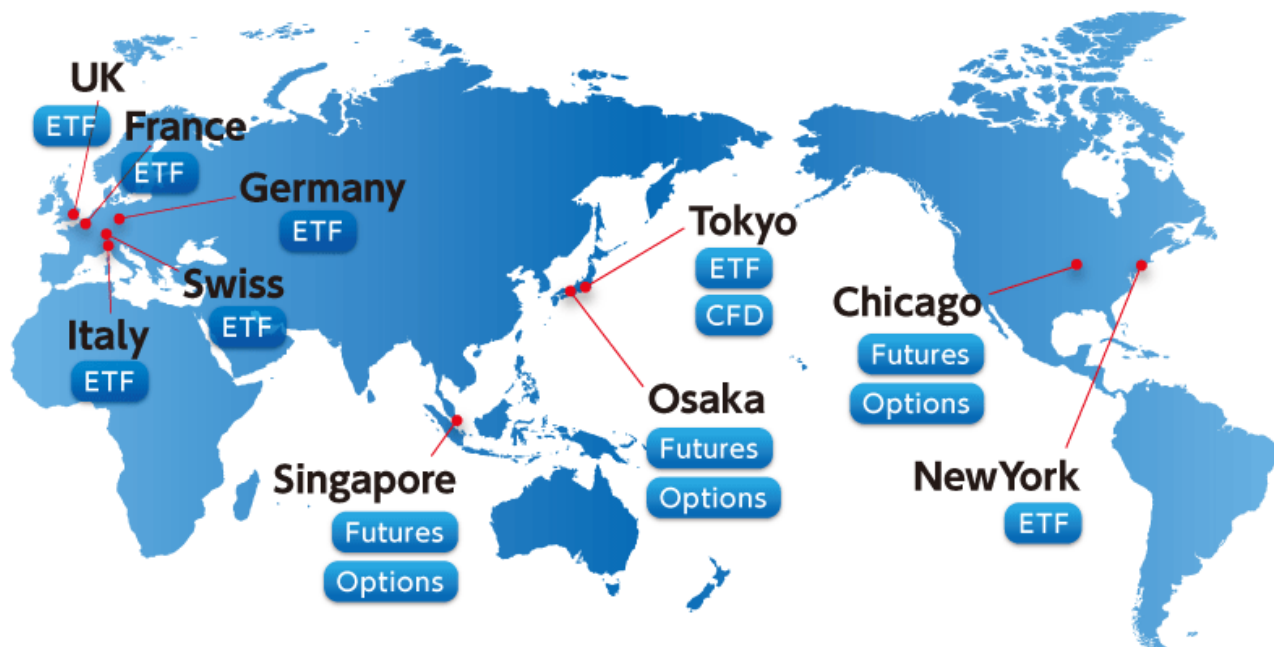 UK
ETF
France
ETF
Germany
ETF
Swiss
ETF
Italy
ETF
Singapore
Futures
Options
Tokyo
ETF
CFD
Osaka
Futures
Options
Chicago
Futures
Options
NewYork
ETF